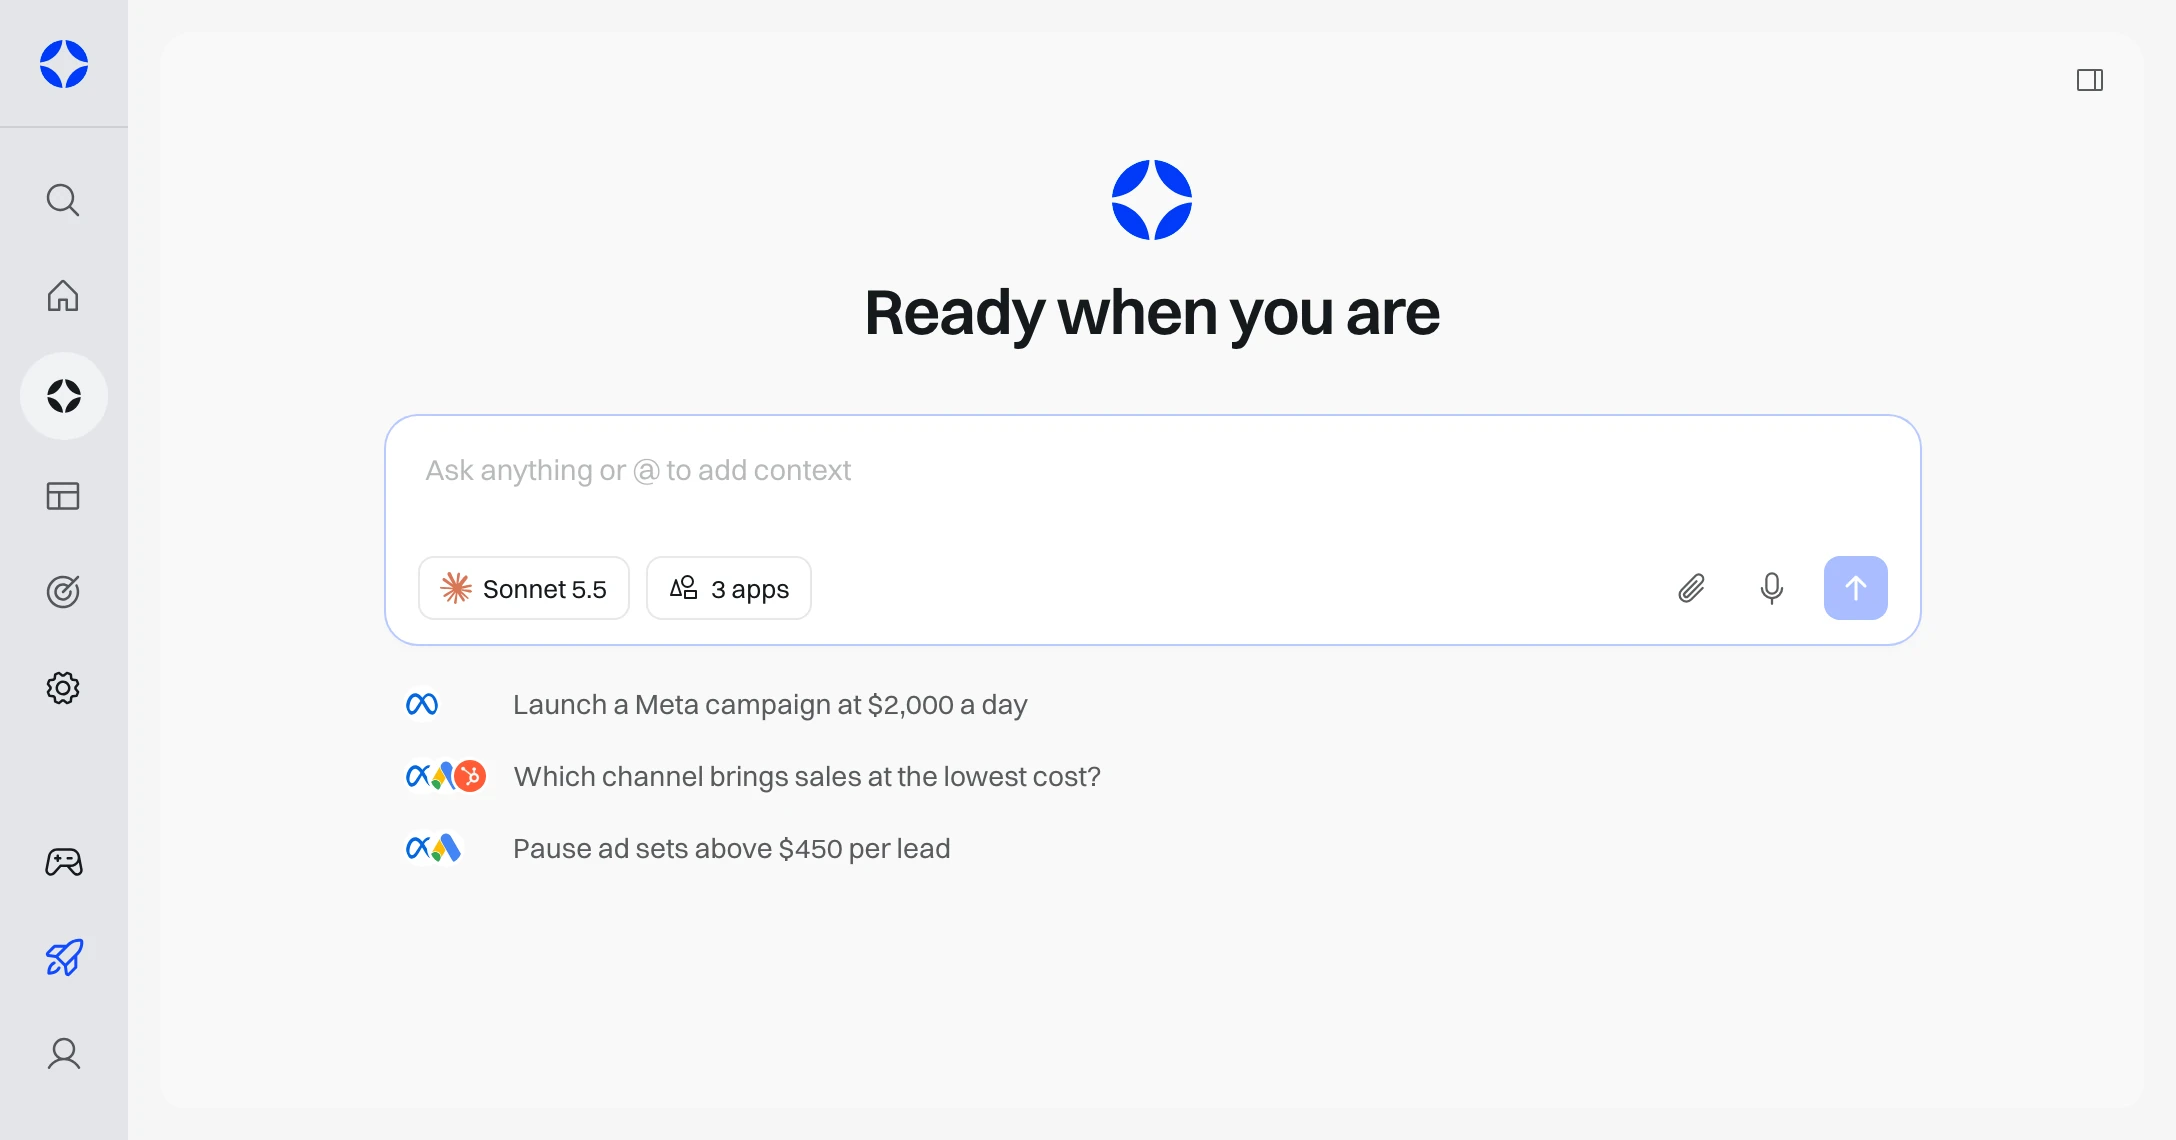 Ready when you are
Ask anything or @ to add context
Sonnet 5.5
3 apps
Launch a Meta campaign at $2,000 a day
Which channel brings sales at the lowest cost?
Pause ad sets above $450 per lead